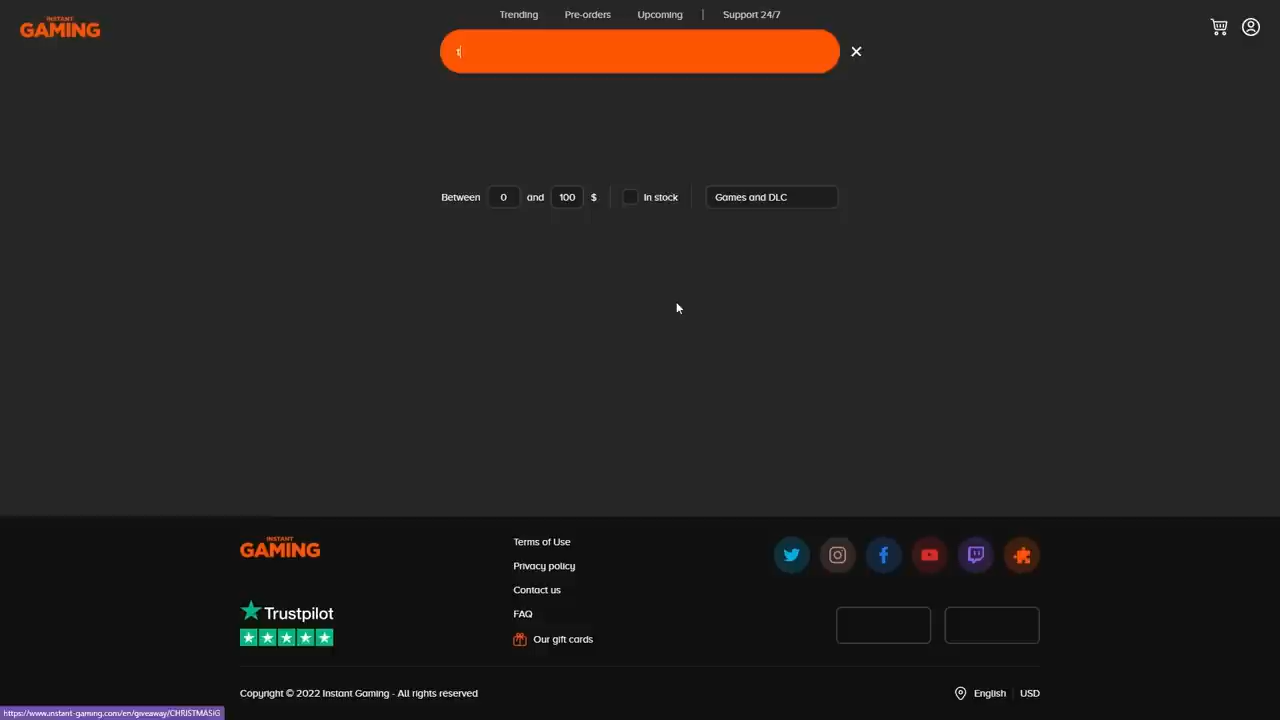 Trending Pre-orders Upcoming | Support 24/7
INSTANT
GAMING
t
Between 0 and 100 $ In stock Games and DLC
INSTANT
GAMING
Terms of Use
Privacy policy
Contact us
FAQ
Our gift cards
Trustpilot
Copyright © 2022 Instant Gaming - All rights reserved
English USD
https://www.instant-gaming.com/en/giveaway/CHRISTMASIG